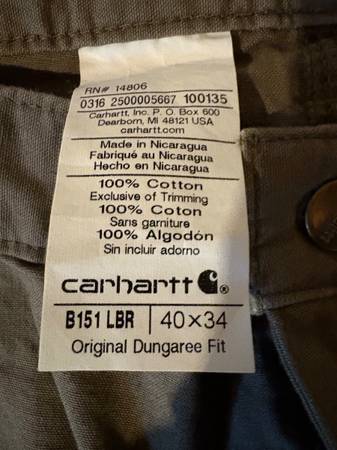 RN# 14806
0316 2500005667 100135
Carhartt, Inc. P. O. Box 600
Dearborn, MI 48121 USA
carhartt.com
Made in Nicaragua
Fabriqué au Nicaragua
Hecho en Nicaragua
100% Cotton
Exclusive of Trimming
100% Coton
Sans garniture
100% Algodón
Sin incluir adorno
carhartt ®
B151 LBR 40×34
Original Dungaree Fit